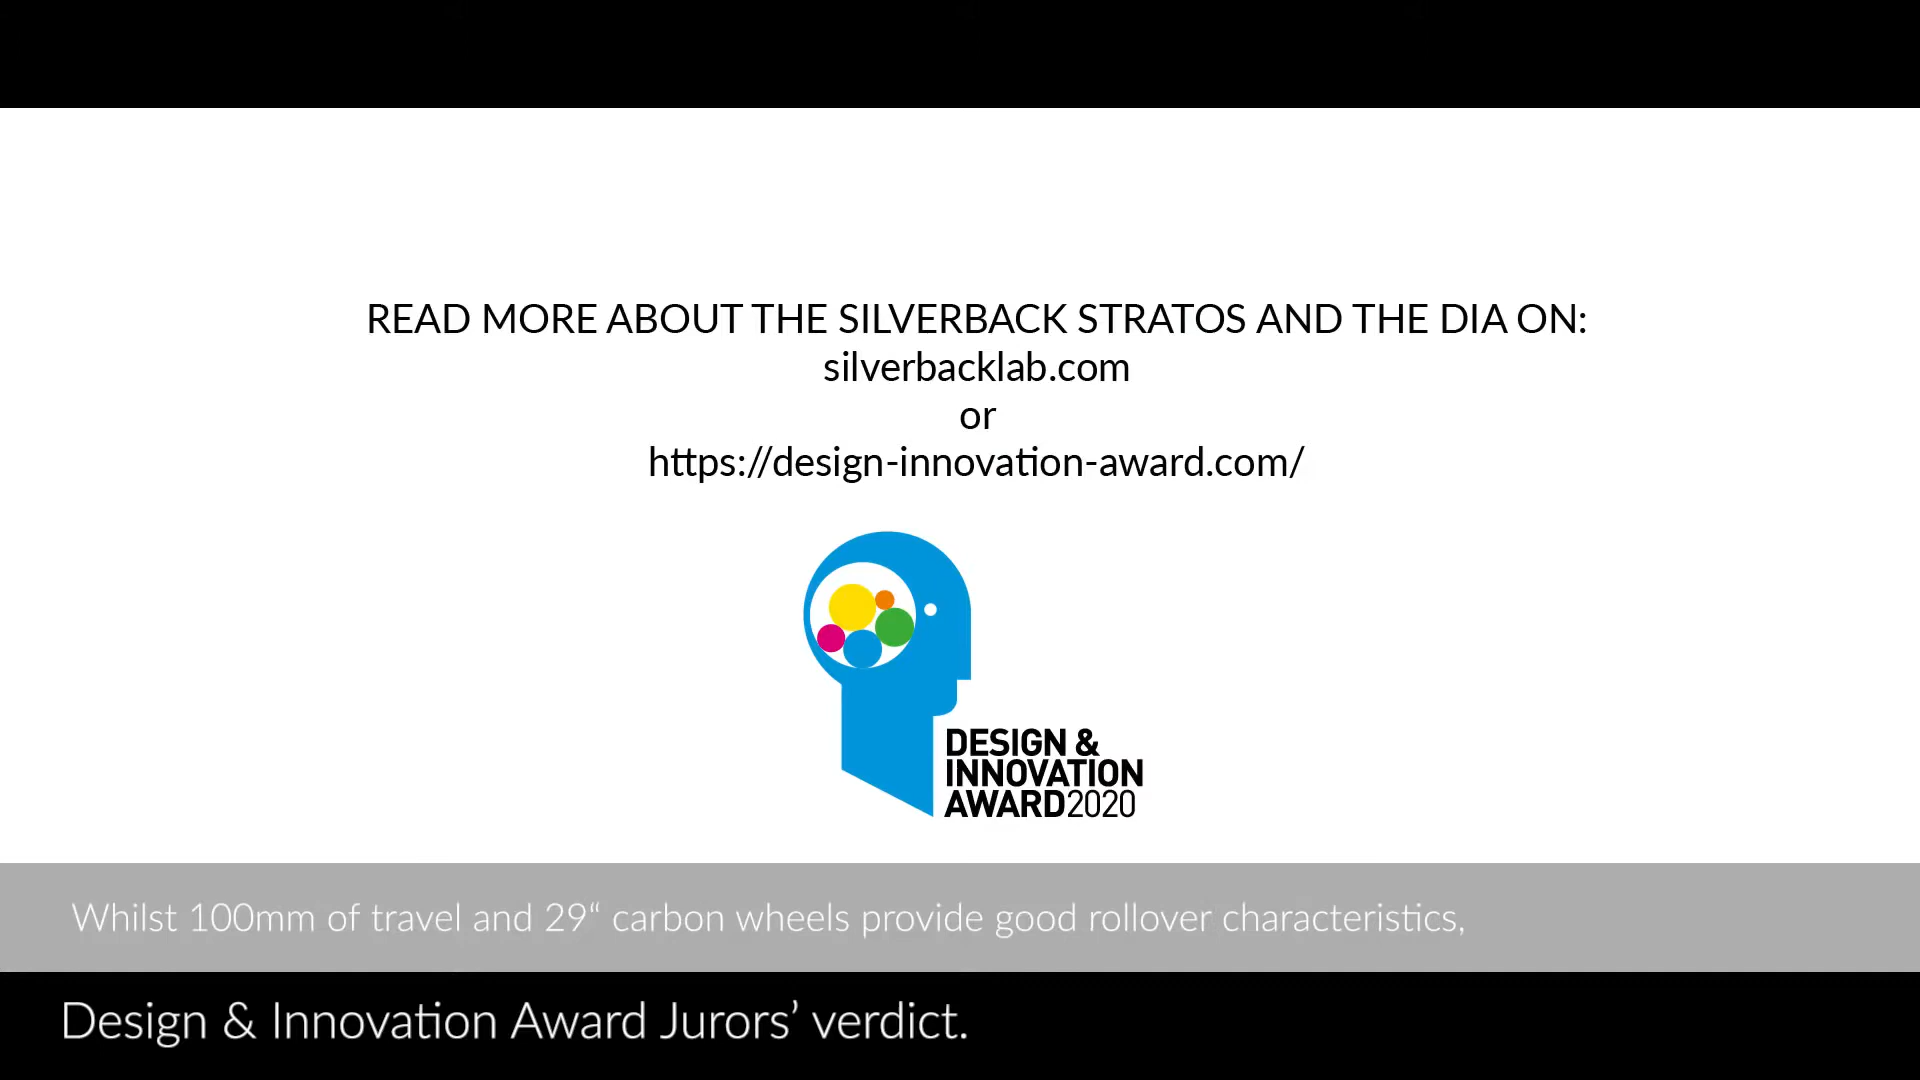 READ MORE ABOUT THE SILVERBACK STRATOS AND THE DIA ON:
silverbacklab.com
or
https://design-innovation-award.com/
DESIGN &
INNOVATION
AWARD2020
Whilst 100mm of travel and 29“ carbon wheels provide good rollover characteristics,
Design & Innovation Award Jurors’ verdict.